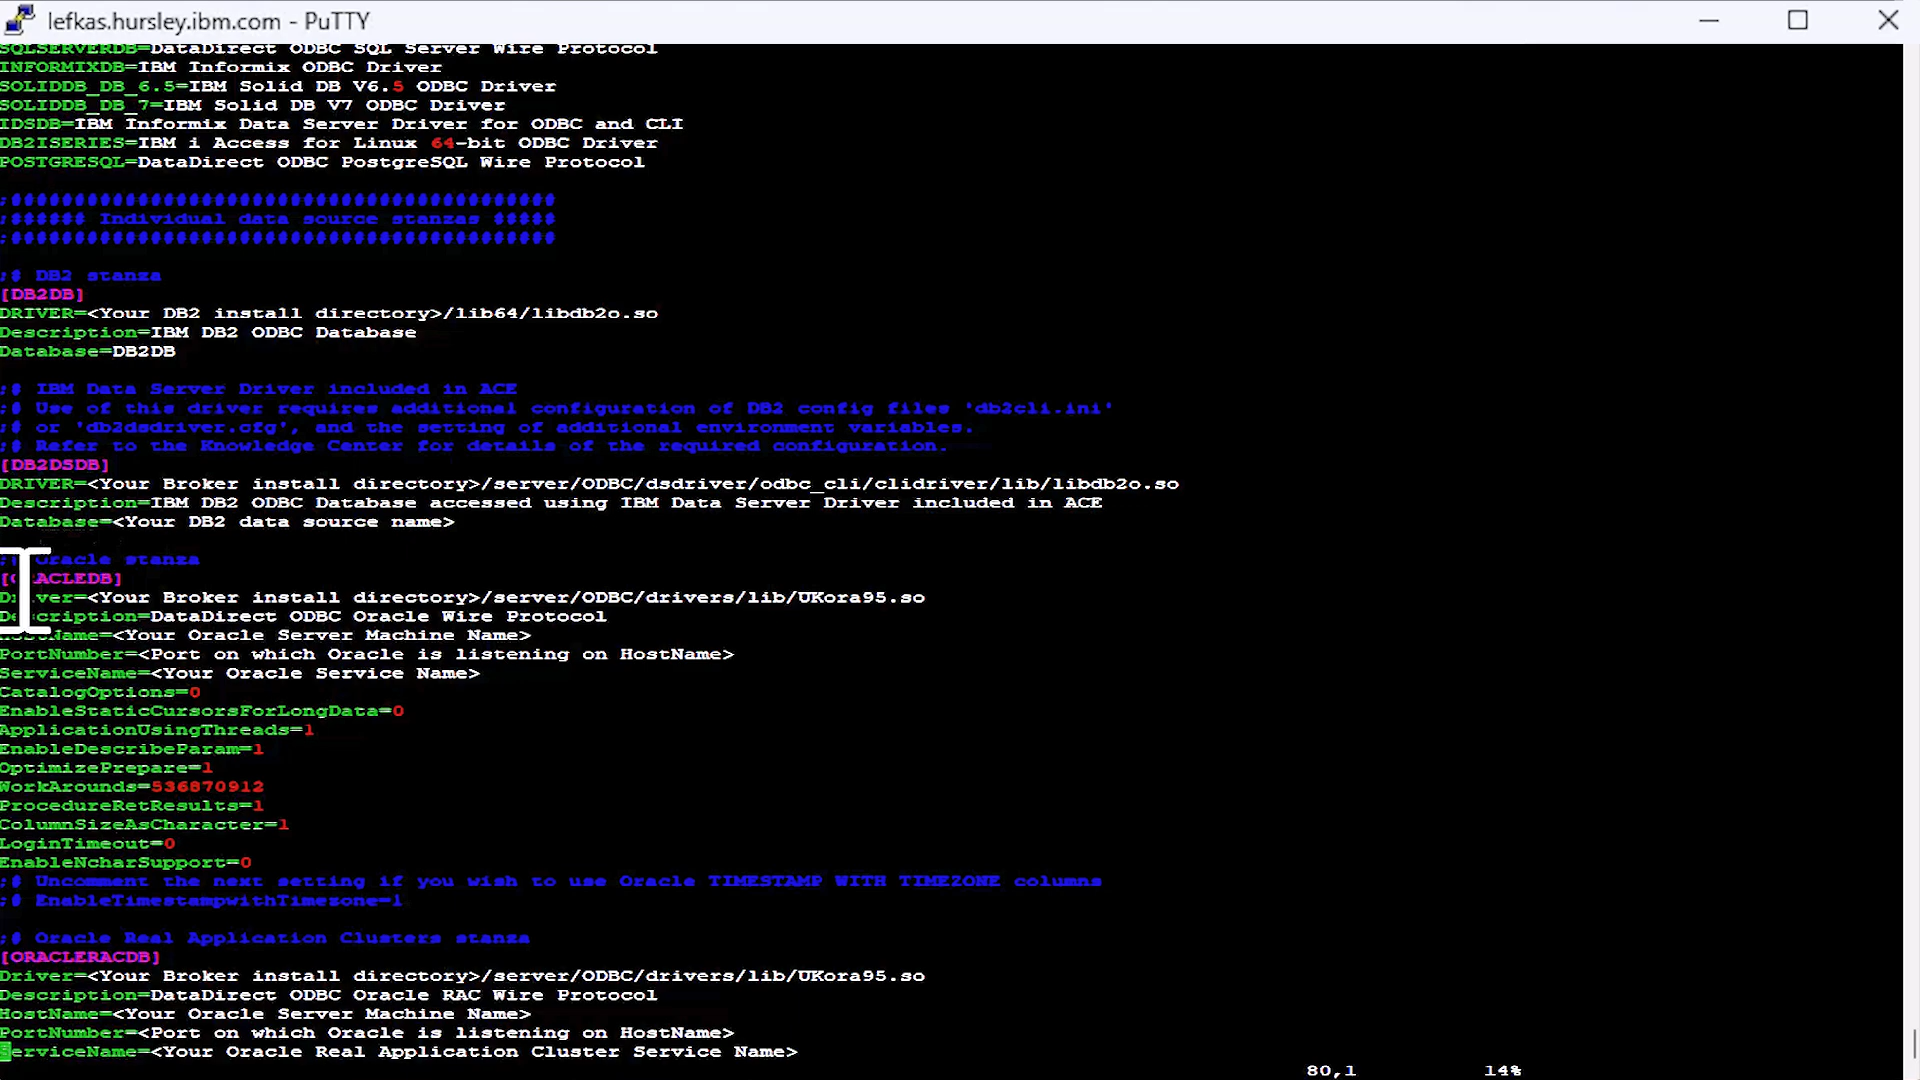 lefkas.hursley.ibm.com - PuTTY
SQLSERVERDB=DataDirect ODBC SQL Server Wire Protocol
INFORMIXDB=IBM Informix ODBC Driver
SOLIDDB_DB_6.5=IBM Solid DB V6.5 ODBC Driver
SOLIDDB_DB_7=IBM Solid DB V7 ODBC Driver
IDSDB=IBM Informix Data Server Driver for ODBC and CLI
DB2ISERIES=IBM i Access for Linux 64-bit ODBC Driver
POSTGRESQL=DataDirect ODBC PostgreSQL Wire Protocol
;###########################################
;###### Individual data source stanzas #####
;###########################################
;# DB2 stanza
[DB2DB]
DRIVER=<Your DB2 install directory>/lib64/libdb2o.so
Description=IBM DB2 ODBC Database
Database=DB2DB
;# IBM Data Server Driver included in ACE
;# Use of this driver requires additional configuration of DB2 config files 'db2cli.ini'
;# or 'db2dsdriver.cfg', and the setting of additional environment variables.
;# Refer to the Knowledge Center for details of the required configuration.
[DB2DSDB]
DRIVER=<Your Broker install directory>/server/ODBC/dsdriver/odbc_cli/clidriver/lib/libdb2o.so
Description=IBM DB2 ODBC Database accessed using IBM Data Server Driver included in ACE
Database=<Your DB2 data source name>
;# Oracle stanza
[ORACLEDB]
Driver=<Your Broker install directory>/server/ODBC/drivers/lib/UKora95.so
Description=DataDirect ODBC Oracle Wire Protocol
HostName=<Your Oracle Server Machine Name>
PortNumber=<Port on which Oracle is listening on HostName>
ServiceName=<Your Oracle Service Name>
CatalogOptions=0
EnableStaticCursorsForLongData=0
ApplicationUsingThreads=1
EnableDescribeParam=1
OptimizePrepare=1
WorkArounds=536870912
ProcedureRetResults=1
ColumnSizeAsCharacter=1
LoginTimeout=0
EnableNcharSupport=0
;# Uncomment the next setting if you wish to use Oracle TIMESTAMP WITH TIMEZONE columns
;# EnableTimestampwithTimezone=1
;# Oracle Real Application Clusters stanza
[ORACLERACDB]
Driver=<Your Broker install directory>/server/ODBC/drivers/lib/UKora95.so
Description=DataDirect ODBC Oracle RAC Wire Protocol
HostName=<Your Oracle Server Machine Name>
PortNumber=<Port on which Oracle is listening on HostName>
ServiceName=<Your Oracle Real Application Cluster Service Name>
80,1 14%